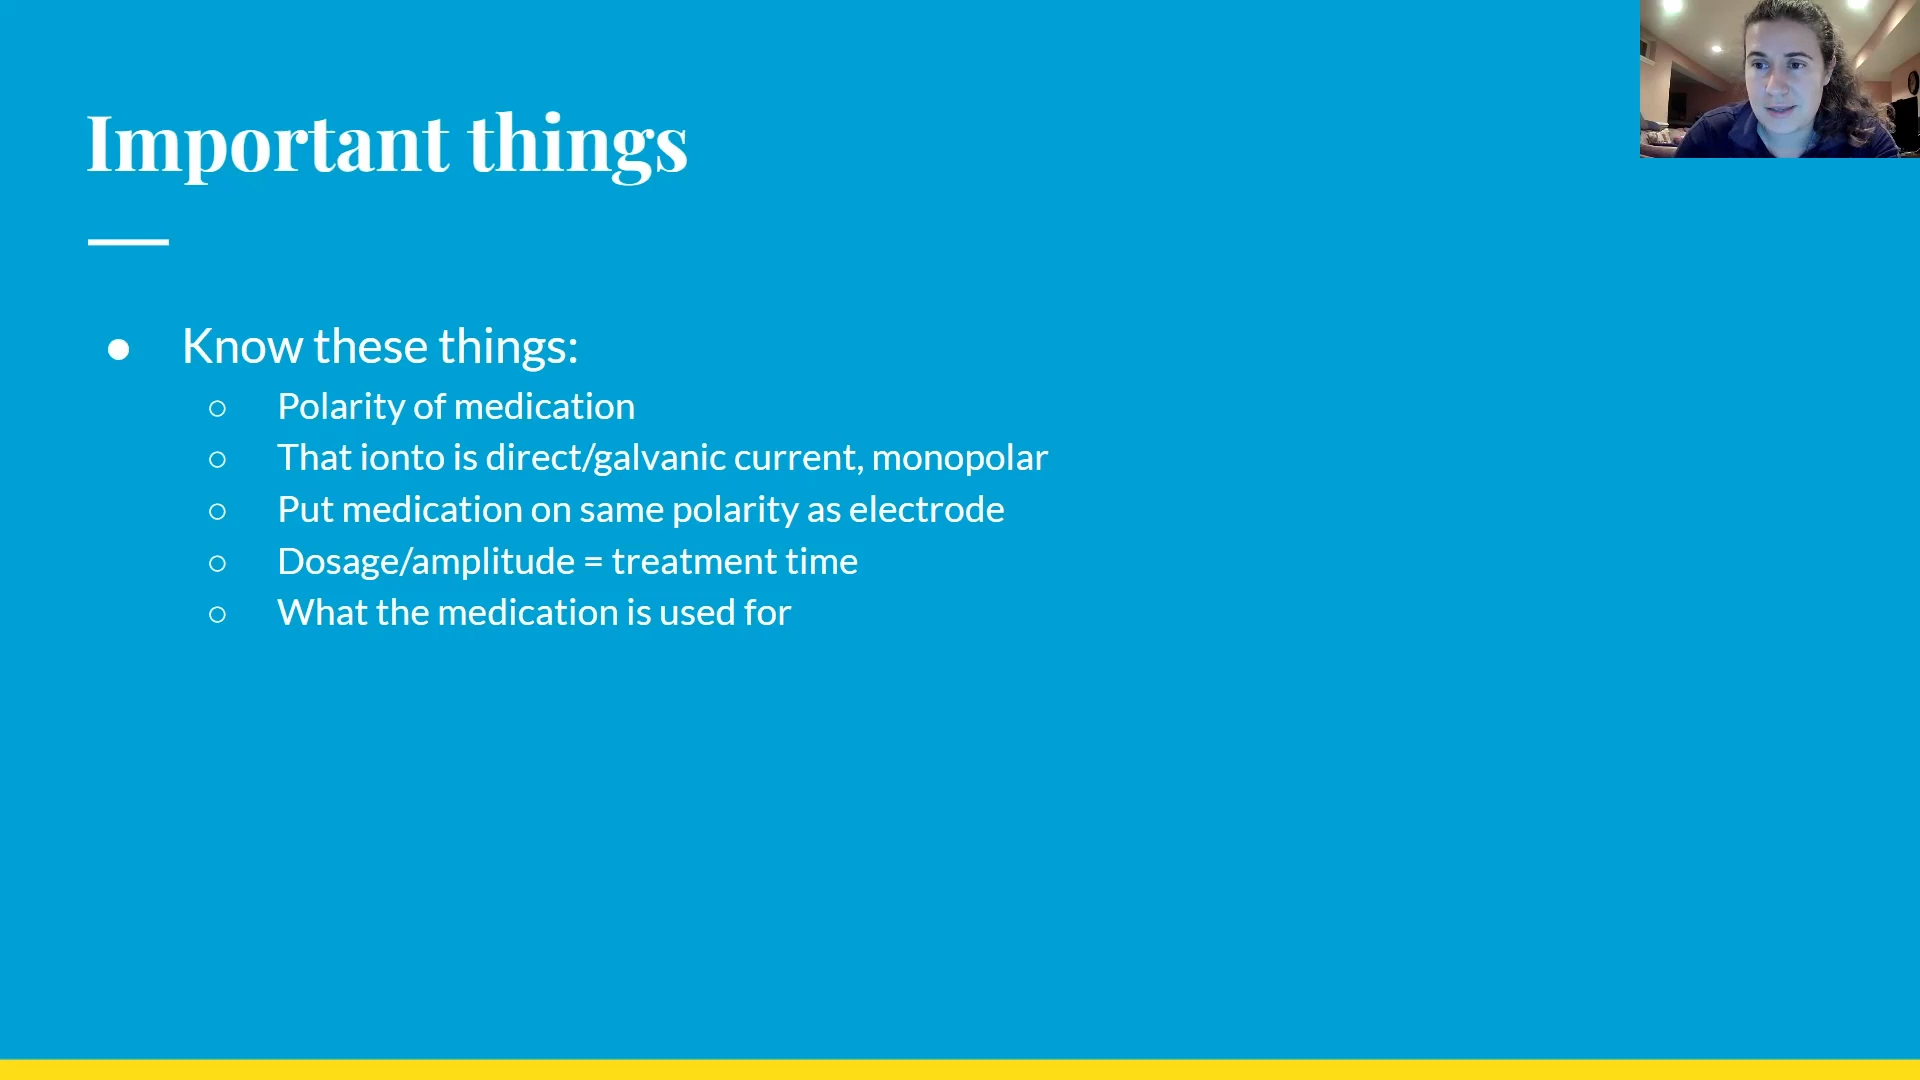 Important things
● Know these things:
○ Polarity of medication
○ That ionto is direct/galvanic current, monopolar
○ Put medication on same polarity as electrode
○ Dosage/amplitude = treatment time
○ What the medication is used for